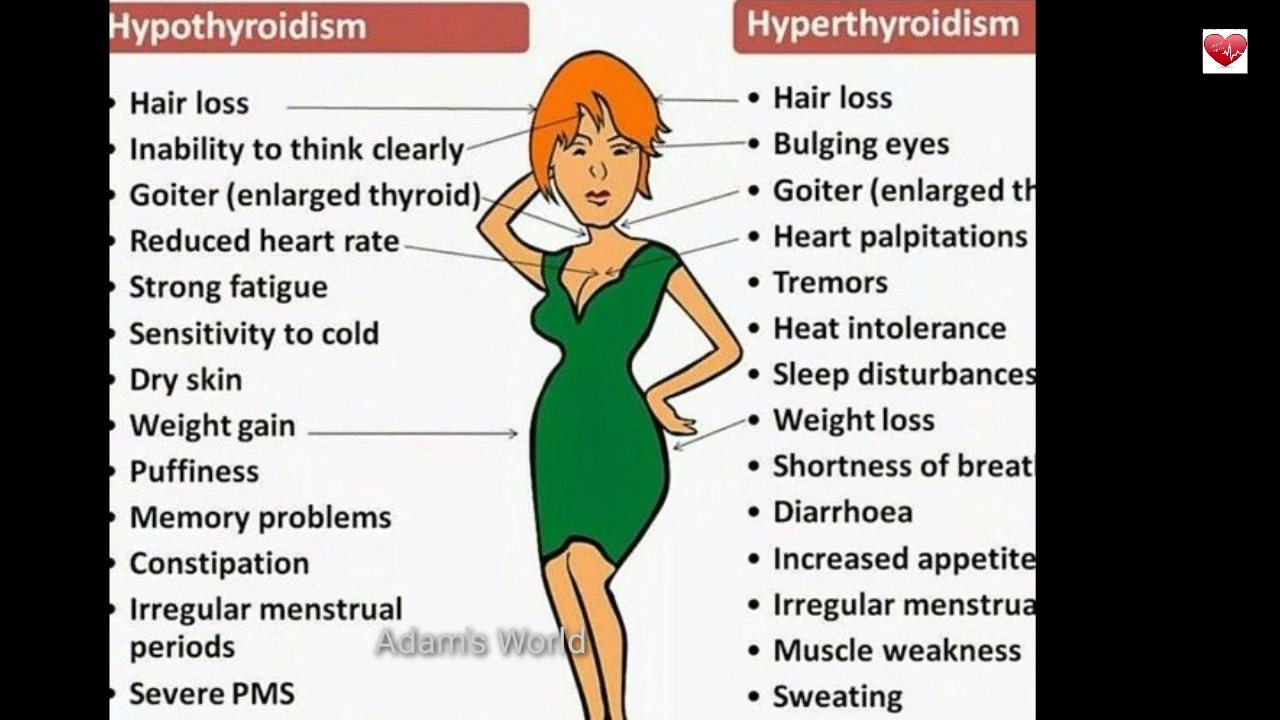 Hypothyroidism
• Hair loss
• Inability to think clearly
• Goiter (enlarged thyroid)
• Reduced heart rate
• Strong fatigue
• Sensitivity to cold
• Dry skin
• Weight gain
• Puffiness
• Memory problems
• Constipation
• Irregular menstrual
periods
• Severe PMS
Hyperthyroidism
• Hair loss
• Bulging eyes
• Goiter (enlarged th
• Heart palpitations
• Tremors
• Heat intolerance
• Sleep disturbances
• Weight loss
• Shortness of breat
• Diarrhoea
• Increased appetite
• Irregular menstrua
• Muscle weakness
• Sweating
Adam's World